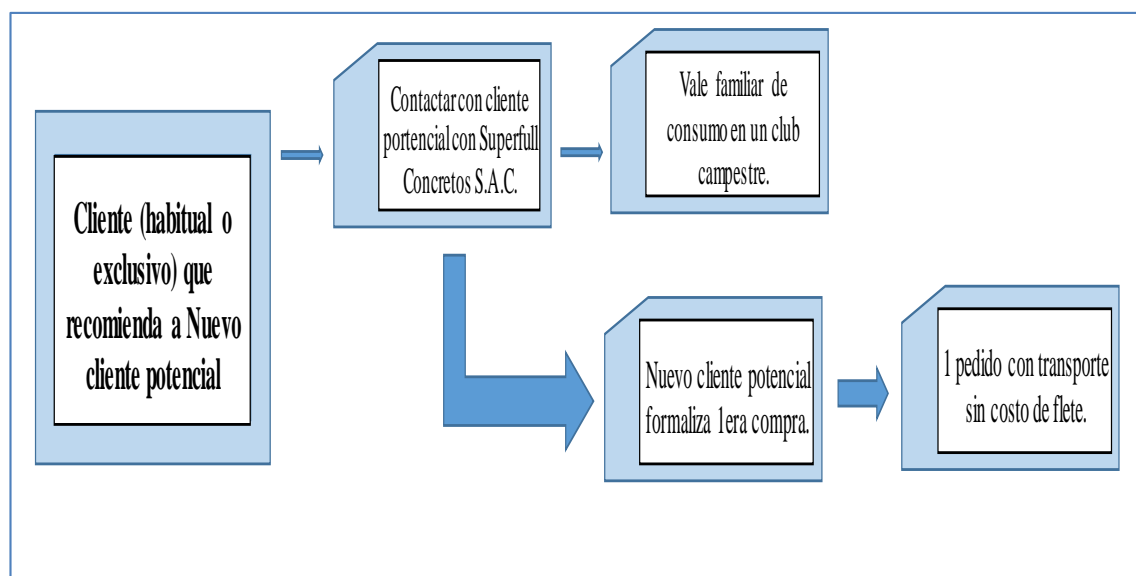 Cliente (habitual o
exclusivo) que
recomienda a Nuevo
cliente potencial
Contactar con cliente
portencial con Superfull
Concretos S.A.C.
Vale familiar de
consumo en un club
campestre.
Nuevo cliente potencial
formaliza 1era compra.
1 pedido con transporte
sin costo de flete.